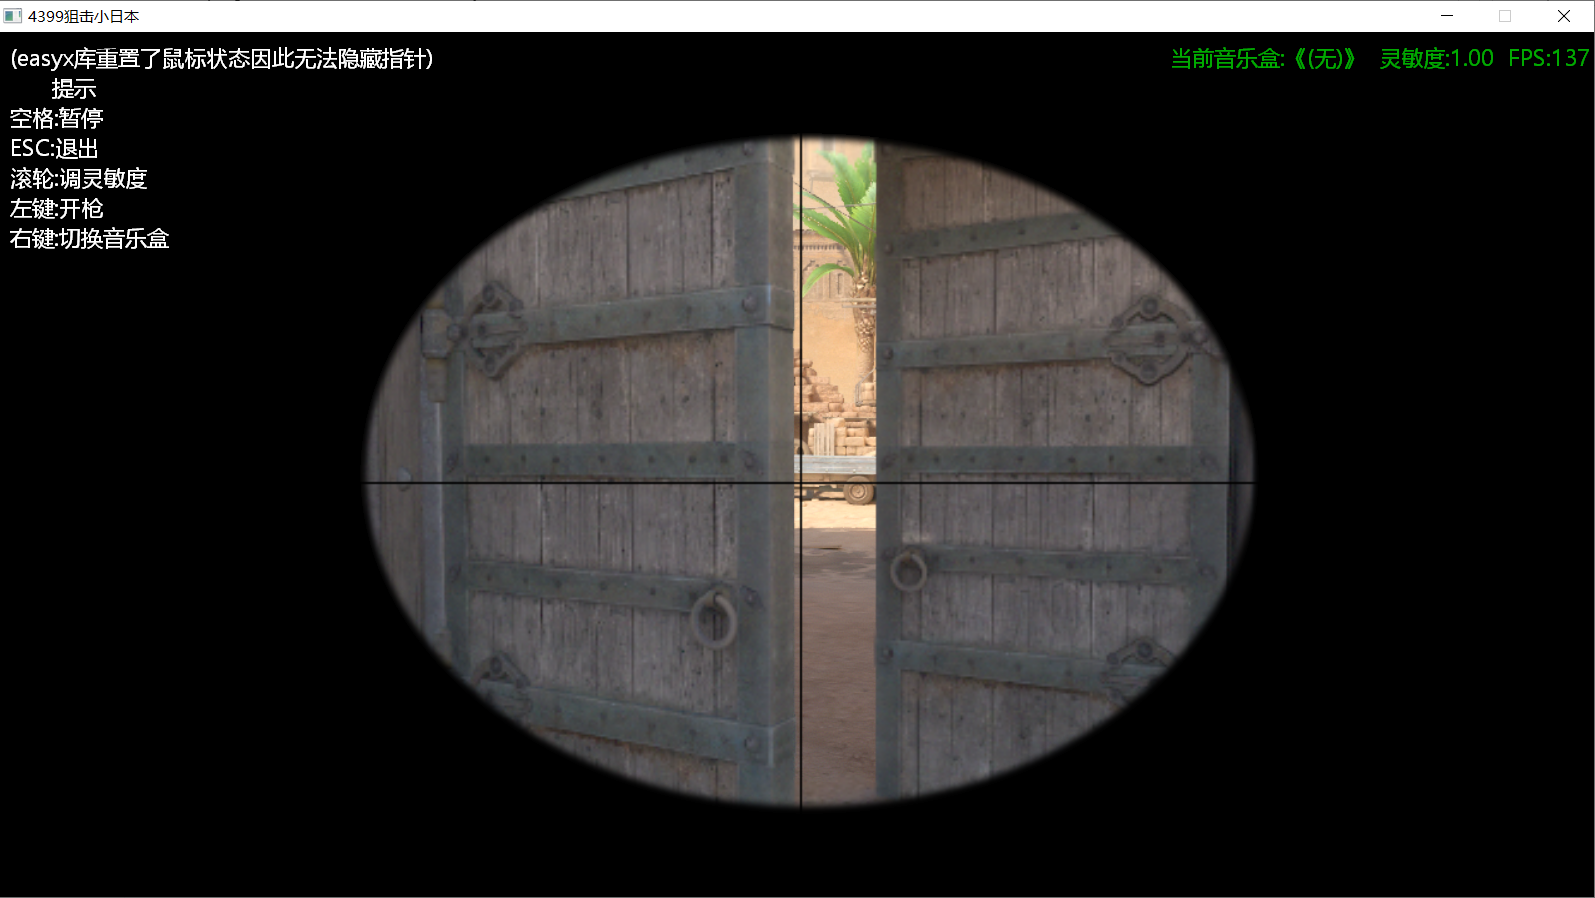 4399狙击小日本
(easyx库重置了鼠标状态因此无法隐藏指针)
当前音乐盒:《(无)》 灵敏度:1.00 FPS:137
提示
空格:暂停
ESC:退出
滚轮:调灵敏度
左键:开枪
右键:切换音乐盒